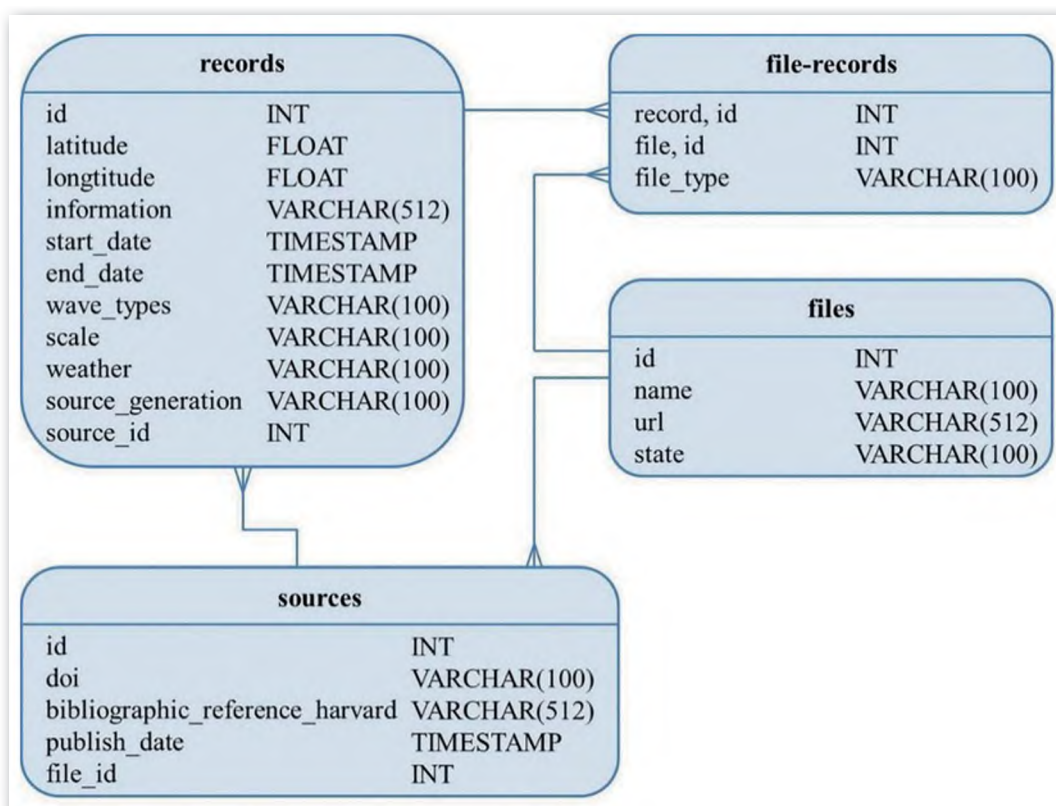 records
id INT
latitude FLOAT
longtitude FLOAT
information VARCHAR(512)
start_date TIMESTAMP
end_date TIMESTAMP
wave_types VARCHAR(100)
scale VARCHAR(100)
weather VARCHAR(100)
source_generation VARCHAR(100)
source_id INT
file-records
record, id INT
file, id INT
file_type VARCHAR(100)
files
id INT
name VARCHAR(100)
url VARCHAR(512)
state VARCHAR(100)
sources
id INT
doi VARCHAR(100)
bibliographic_reference_harvard VARCHAR(512)
publish_date TIMESTAMP
file_id INT